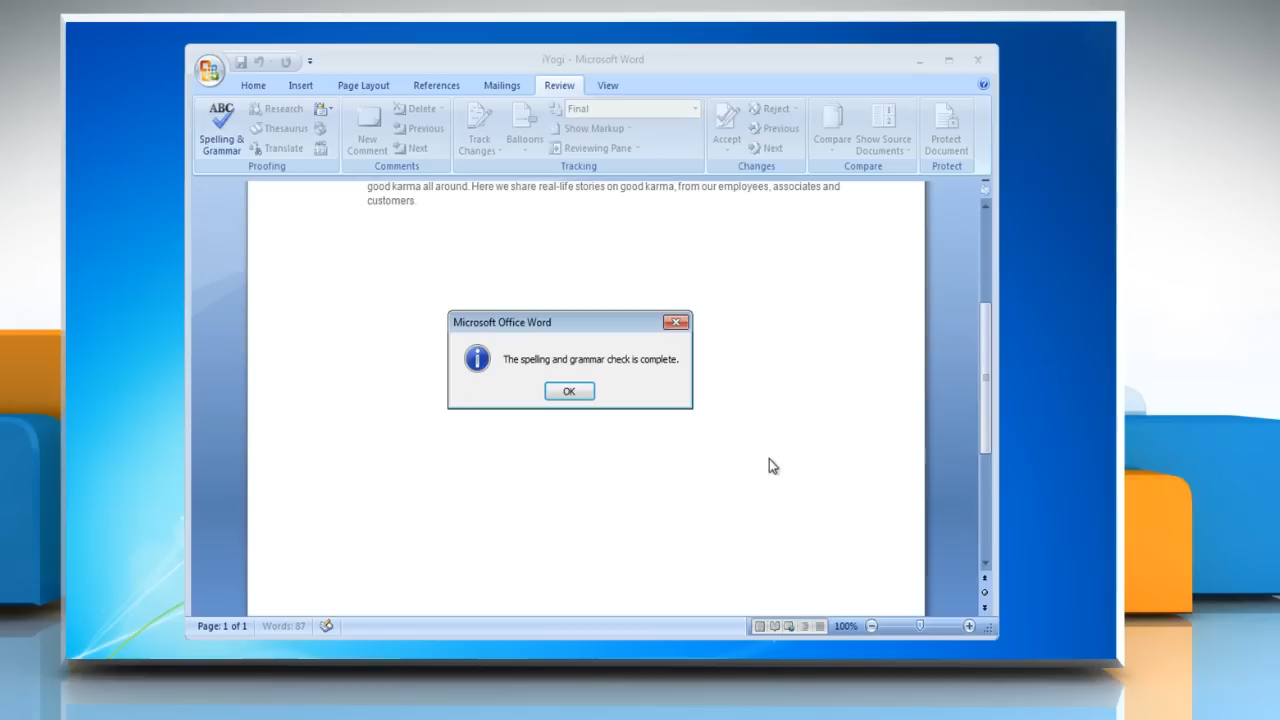 iYogi - Microsoft Word
Home Insert Page Layout References Mailings Review View
ABC
Spelling & Grammar
Research
Thesaurus
Translate
Proofing
New Comment
Delete
Previous
Next
Comments
Track Changes
Balloons
Final
Show Markup
Reviewing Pane
Tracking
Accept
Reject
Previous
Next
Changes
Compare
Show Source Documents
Compare
Protect Document
Protect
good karma all around. Here we share real-life stories on good karma, from our employees, associates and
customers.
Microsoft Office Word
The spelling and grammar check is complete.
OK
Page: 1 of 1 Words: 87 100%